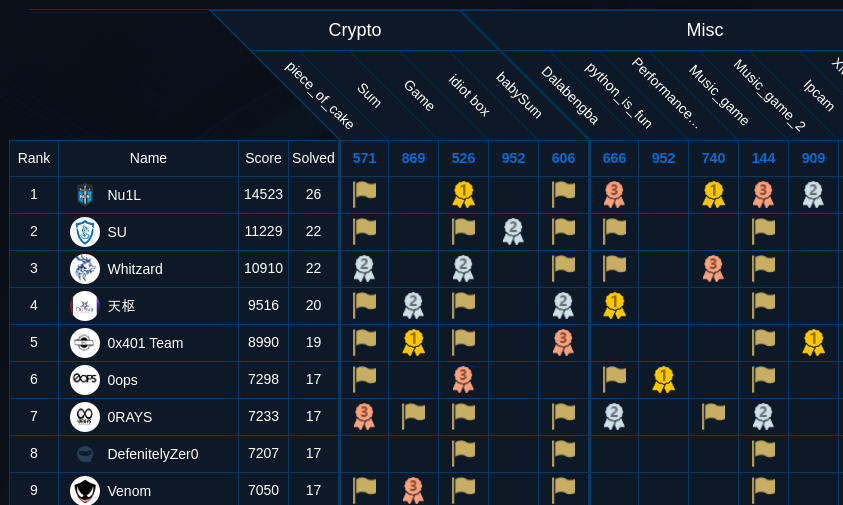 Crypto Misc
piece_of_cake Sum Game idiot box babySum Dalabengba python_is_fun Performance... Music_game Music_game_2 Ipcam
Rank Name Score Solved 571 869 526 952 606 666 952 740 144 909
1 Nu1L 14523 26 1 3 1 3 2
2 SU 11229 22 2
3 Whitzard 10910 22 2 2 3
4 天枢 9516 20 2 2 1
5 0x401 Team 8990 19 1 3 1
6 0ops 7298 17 3 1
7 0RAYS 7233 17 3 2 2
8 DefenitelyZer0 7207 17
9 Venom 7050 17 3